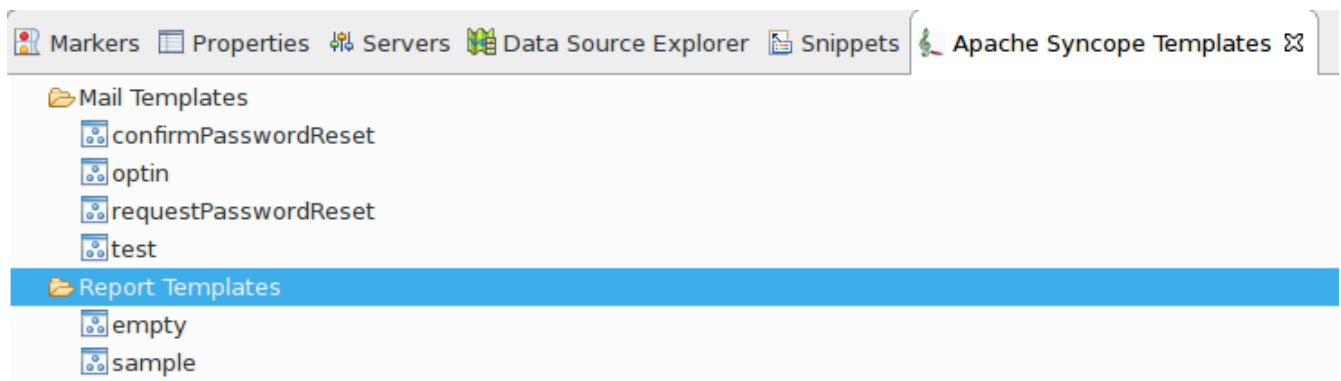 Markers Properties Servers Data Source Explorer Snippets Apache Syncope Templates
Mail Templates
confirmPasswordReset
optin
requestPasswordReset
test
Report Templates
empty
sample